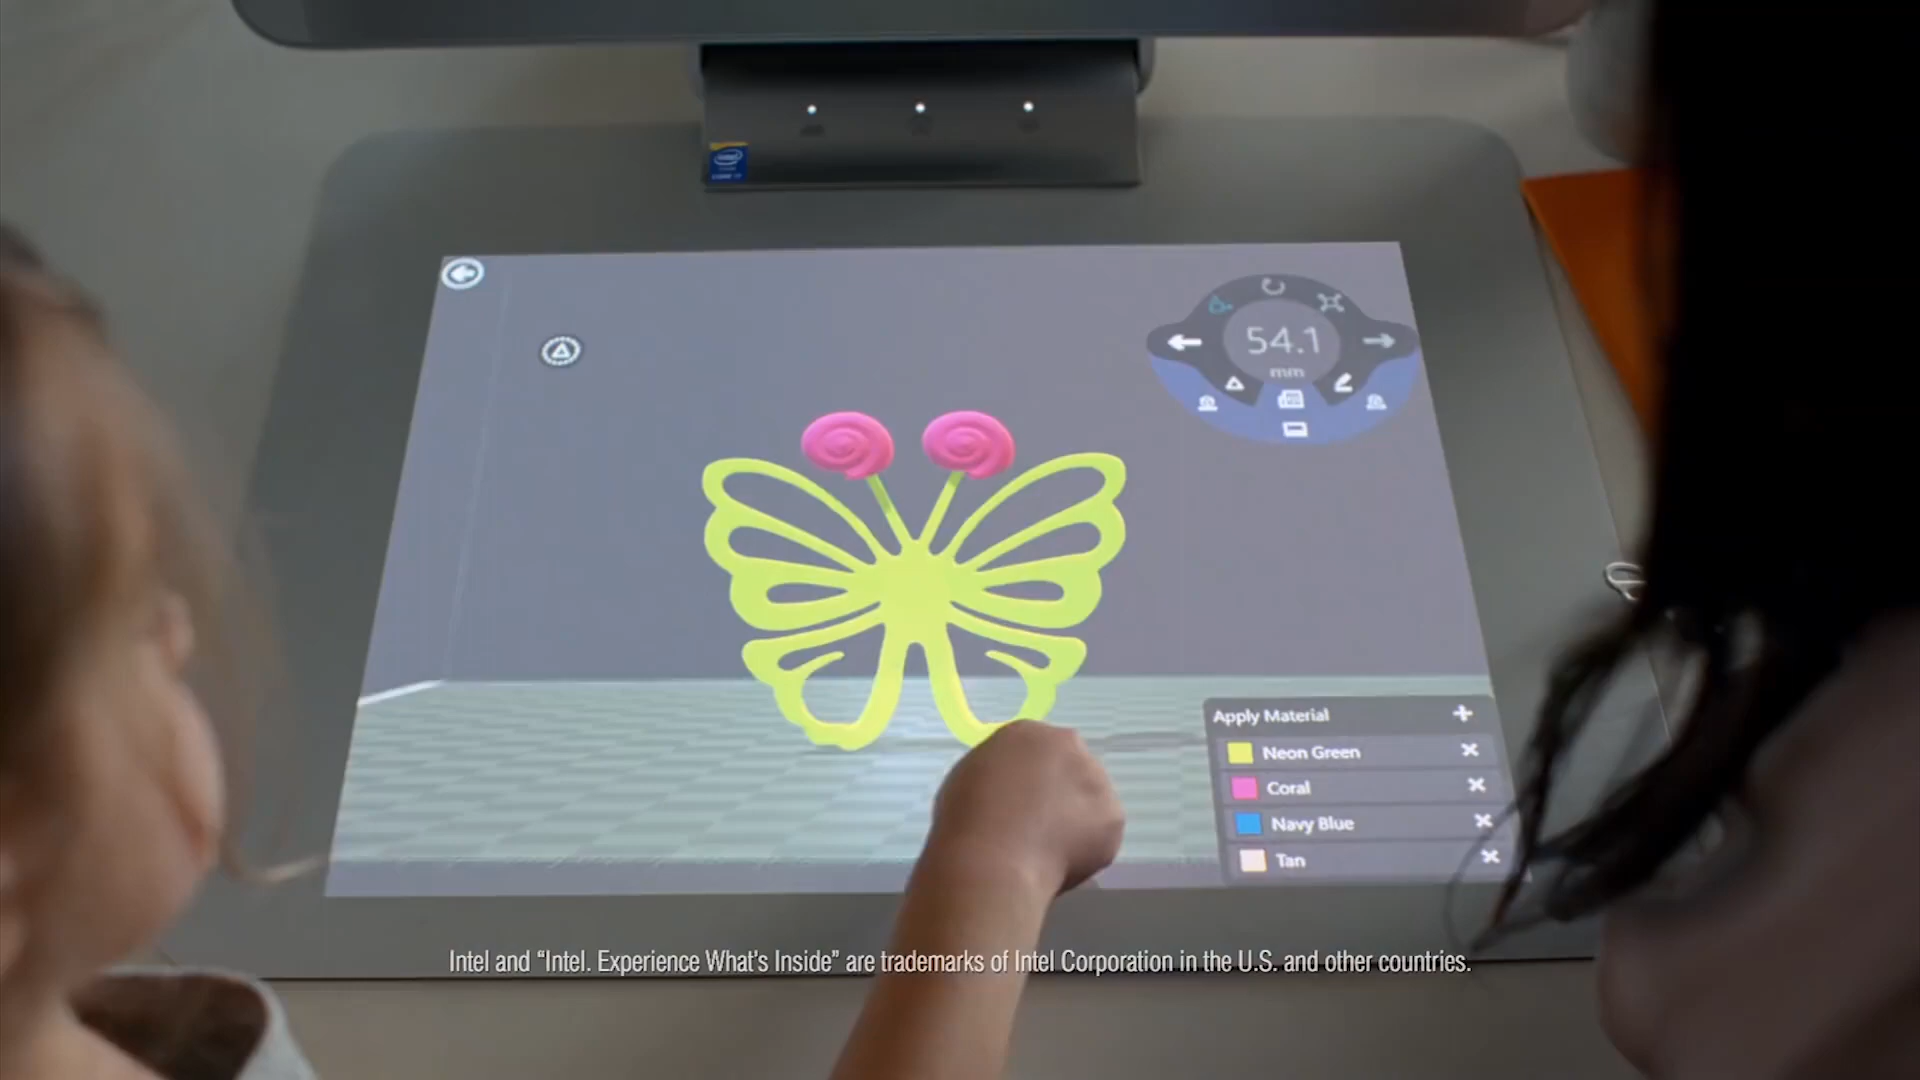 intel
54.1
mm
Apply Material
Neon Green
Coral
Navy Blue
Tan
Intel and “Intel. Experience What's Inside” are trademarks of Intel Corporation in the U.S. and other countries.